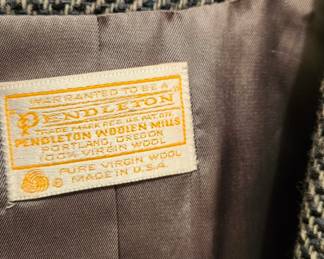 WARRANTED TO BE A
PENDLETON
TRADE MARK REG. U.S. PAT. OFF.
PENDLETON WOOLEN MILLS
PORTLAND, OREGON
100% VIRGIN WOOL
PURE VIRGIN WOOL
MADE IN U.S.A.